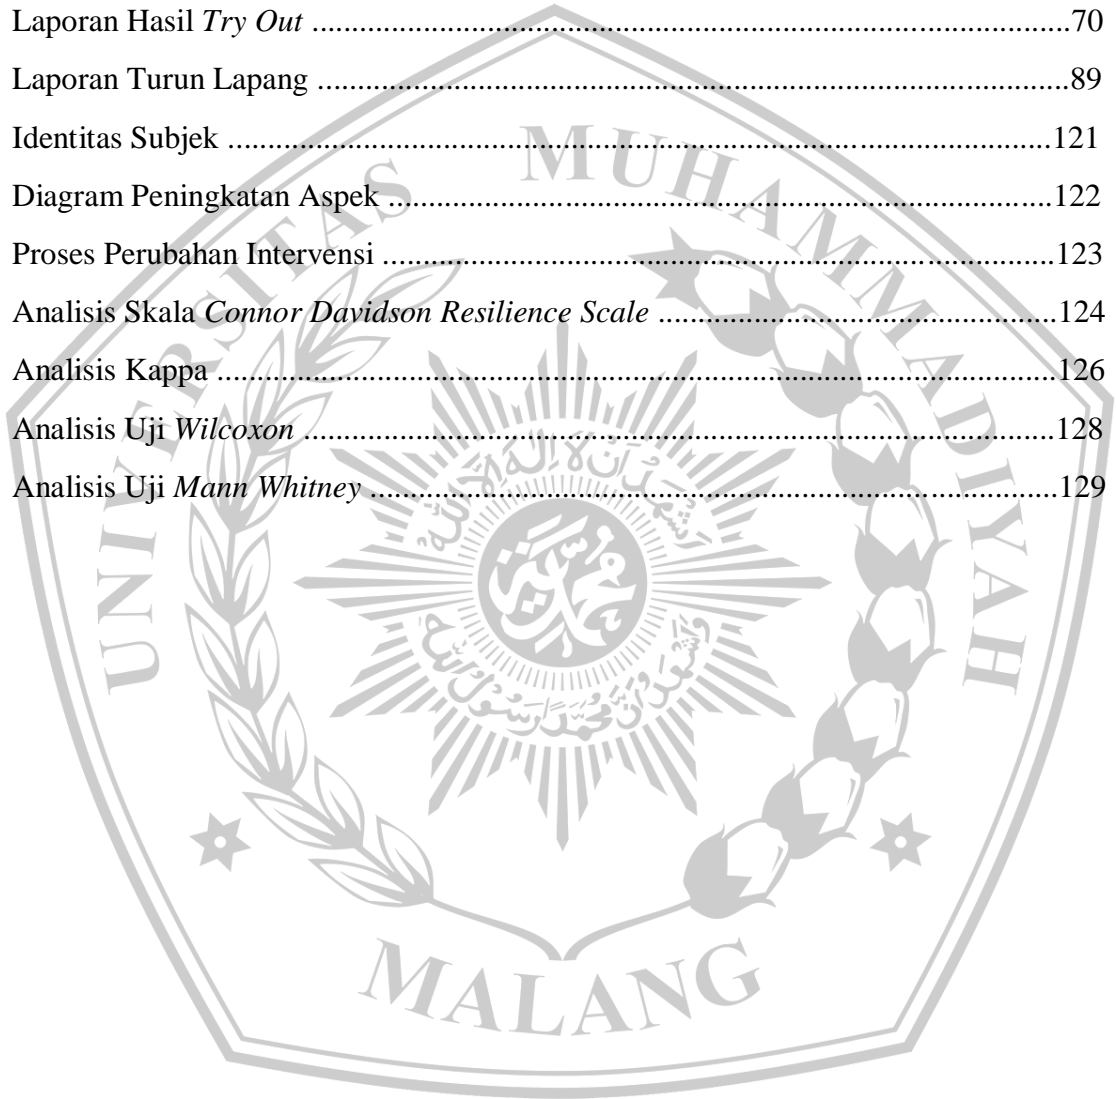 Laporan Hasil Try Out ..............................................................................................70
Laporan Turun Lapang .............................................................................................89
Identitas Subjek ......................................................................................................121
Diagram Peningkatan Aspek ..................................................................................122
Proses Perubahan Intervensi ...................................................................................123
Analisis Skala Connor Davidson Resilience Scale .................................................124
Analisis Kappa ........................................................................................................126
Analisis Uji Wilcoxon .............................................................................................128
Analisis Uji Mann Whitney .....................................................................................129
UNIVERSITAS MUHAMMADIYAH
MALANG